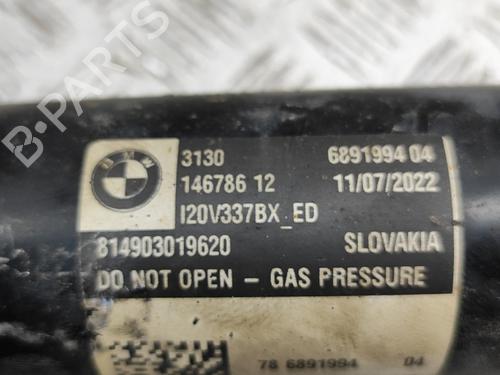 BMW
3130 6891994 04
146786 12 11/07/2022
I20V337BX_ED
814903019620 SLOVAKIA
DO NOT OPEN - GAS PRESSURE
78 6891994 04
B-PARTS